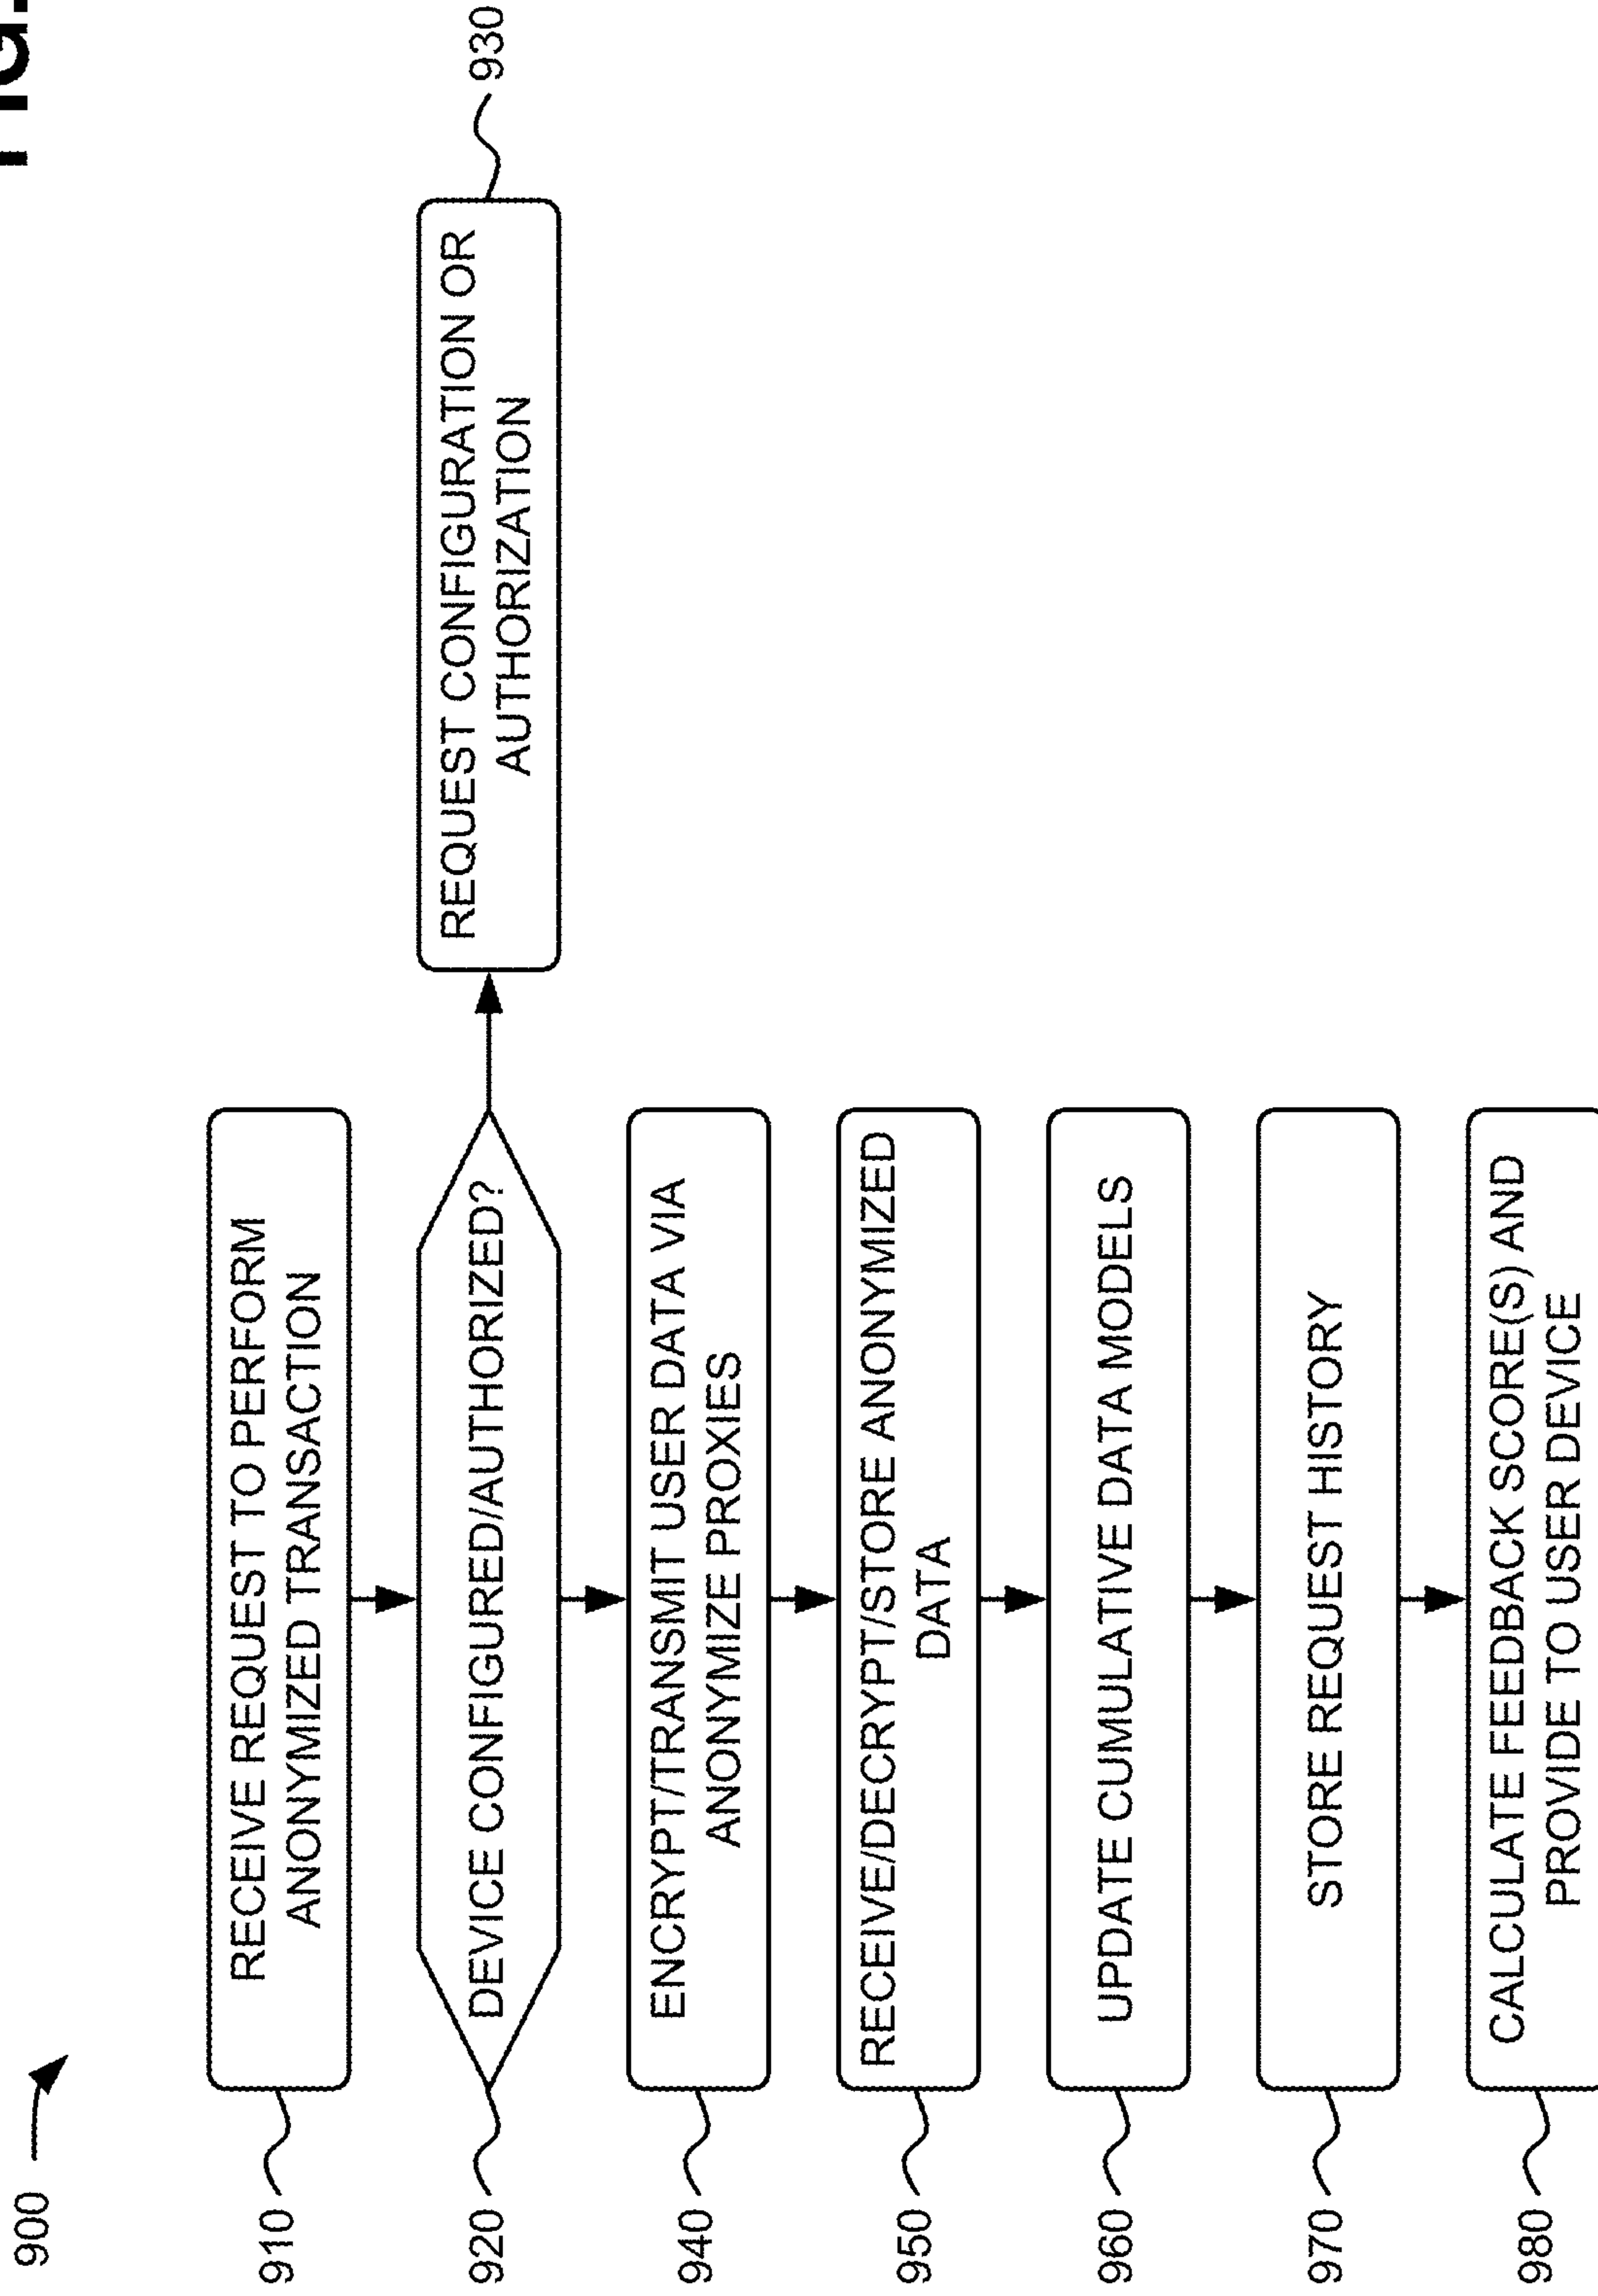 900
910
RECEIVE REQUEST TO PERFORM
ANONYMIZED TRANSACTION
920
DEVICE CONFIGURED/AUTHORIZED?
REQUEST CONFIGURATION OR
AUTHORIZATION
930
940
ENCRYPT/TRANSMIT USER DATA VIA
ANONYMIZE PROXIES
950
RECEIVE/DECRYPT/STORE ANONYMIZED
DATA
960
UPDATE CUMULATIVE DATA MODELS
970
STORE REQUEST HISTORY
980
CALCULATE FEEDBACK SCORE(S) AND
PROVIDE TO USER DEVICE